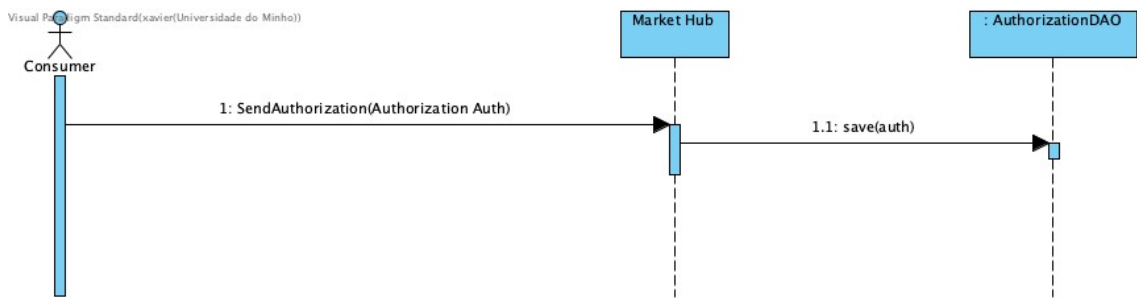 Visual Paradigm Standard(xavier(Universidade do Minho))
Consumer
Market Hub
: AuthorizationDAO
1: SendAuthorization(Authorization Auth)
1.1: save(auth)